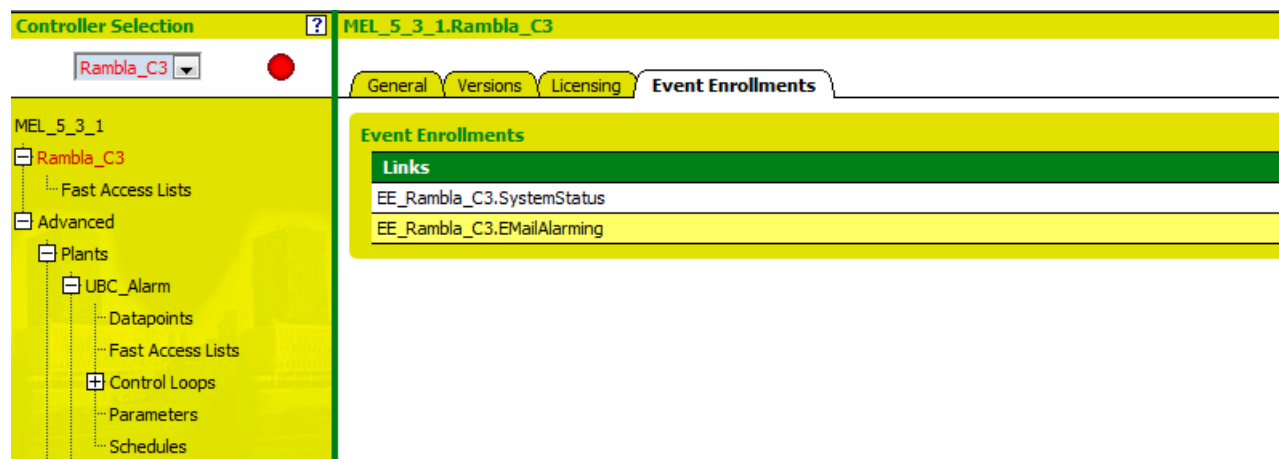 Controller Selection ?
Rambla_C3
MEL_5_3_1
Rambla_C3
Fast Access Lists
Advanced
Plants
UBC_Alarm
Datapoints
Fast Access Lists
Control Loops
Parameters
Schedules
MEL_5_3_1.Rambla_C3
General Versions Licensing Event Enrollments
Event Enrollments
Links
EE_Rambla_C3.SystemStatus
EE_Rambla_C3.EMailAlarming